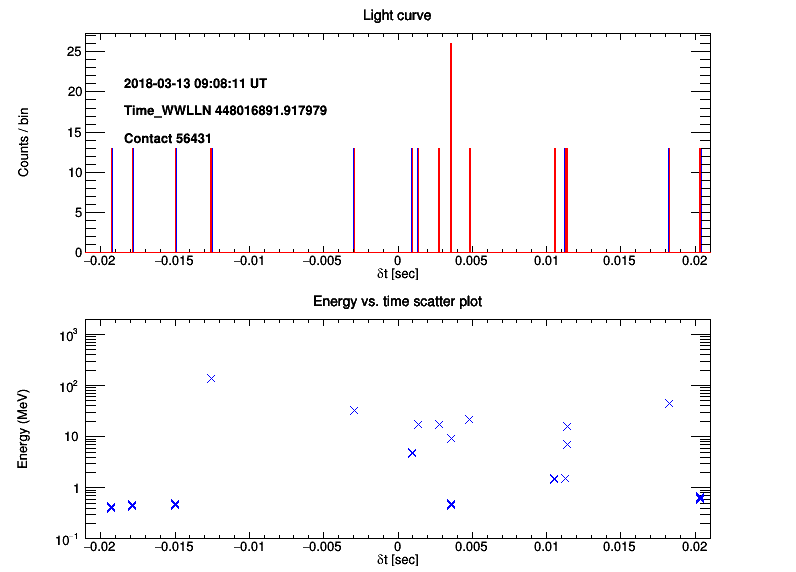 Light curve
25
20
15
10
5
0
Counts / bin
2018-03-13 09:08:11 UT
Time_WWLLN 448016891.917979
Contact 56431
−0.02 −0.015 −0.01 −0.005 0 0.005 0.01 0.015 0.02
δt [sec]
Energy vs. time scatter plot
10³
10²
10
1
10⁻¹
Energy (MeV)
−0.02 −0.015 −0.01 −0.005 0 0.005 0.01 0.015 0.02
δt [sec]